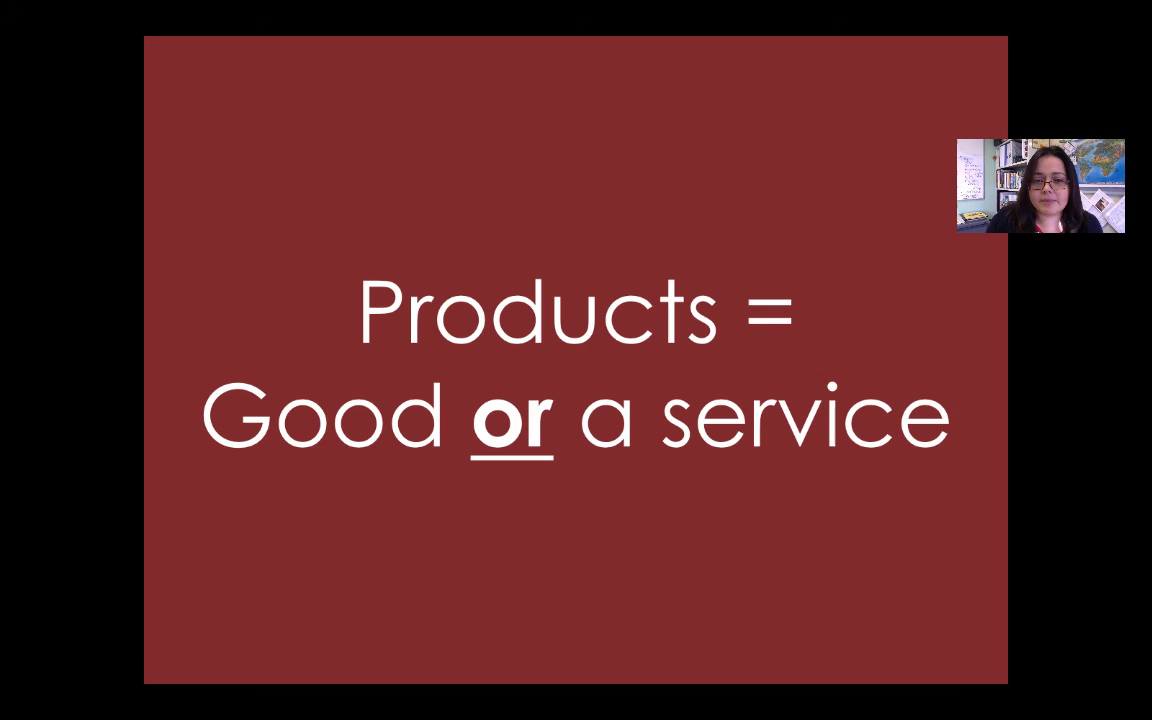 Products =
Good or a service